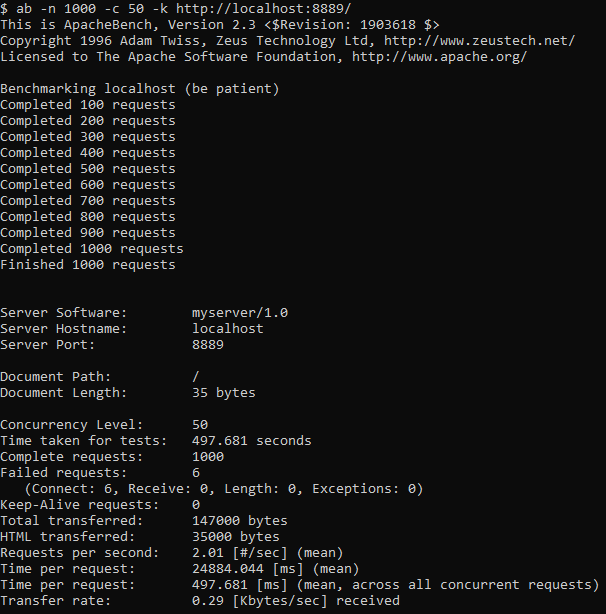 $ ab -n 1000 -c 50 -k http://localhost:8889/
This is ApacheBench, Version 2.3 <$Revision: 1903618 $>
Copyright 1996 Adam Twiss, Zeus Technology Ltd, http://www.zeustech.net/
Licensed to The Apache Software Foundation, http://www.apache.org/

Benchmarking localhost (be patient)
Completed 100 requests
Completed 200 requests
Completed 300 requests
Completed 400 requests
Completed 500 requests
Completed 600 requests
Completed 700 requests
Completed 800 requests
Completed 900 requests
Completed 1000 requests
Finished 1000 requests

Server Software:        myserver/1.0
Server Hostname:        localhost
Server Port:            8889

Document Path:          /
Document Length:        35 bytes

Concurrency Level:      50
Time taken for tests:   497.681 seconds
Complete requests:      1000
Failed requests:        6
   (Connect: 6, Receive: 0, Length: 0, Exceptions: 0)
Keep-Alive requests:    0
Total transferred:      147000 bytes
HTML transferred:       35000 bytes
Requests per second:    2.01 [#/sec] (mean)
Time per request:       24884.044 [ms] (mean)
Time per request:       497.681 [ms] (mean, across all concurrent requests)
Transfer rate:          0.29 [Kbytes/sec] received